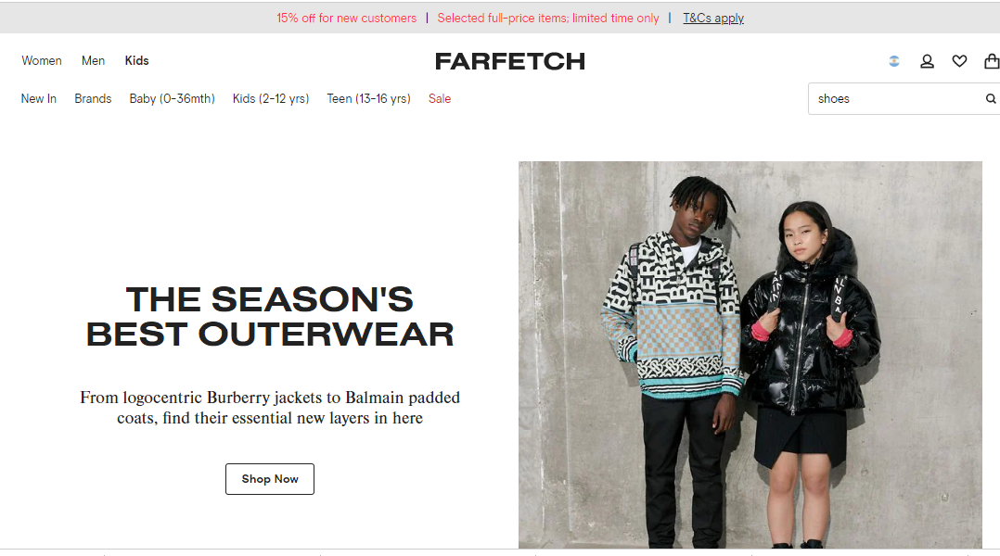 15% off for new customers | Selected full-price items; limited time only | T&Cs apply
Women Men Kids
FARFETCH
New In Brands Baby (0-36mth) Kids (2-12 yrs) Teen (13-16 yrs) Sale
shoes
THE SEASON'S
BEST OUTERWEAR
From logocentric Burberry jackets to Balmain padded
coats, find their essential new layers in here
Shop Now